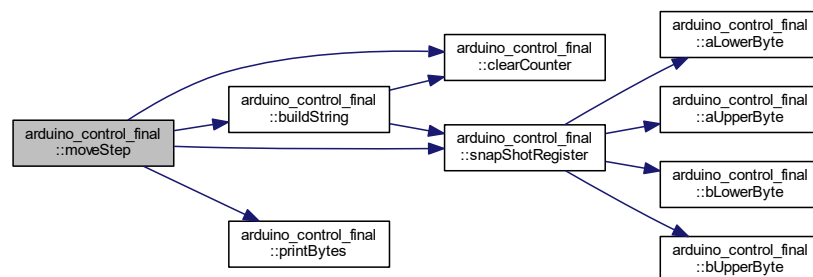 arduino_control_final
::moveStep
arduino_control_final
::buildString
arduino_control_final
::printBytes
arduino_control_final
::clearCounter
arduino_control_final
::snapShotRegister
arduino_control_final
::aLowerByte
arduino_control_final
::aUpperByte
arduino_control_final
::bLowerByte
arduino_control_final
::bUpperByte